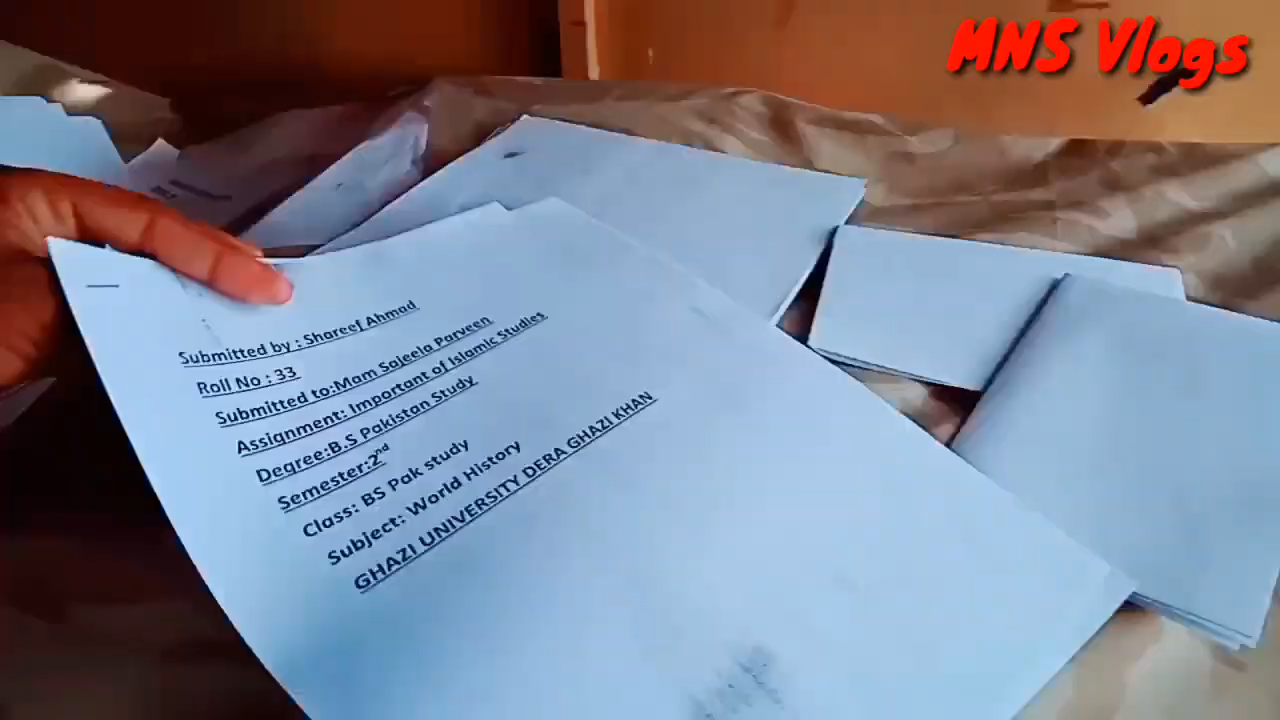 MNS Vlogs
Submitted by : Shareef Ahmad
Roll No : 33
Submitted to:Mam Sajeela Parveen
Assignment: Important of Islamic Studies
Degree:B.S Pakistan Study
Semester:2nd
Class: BS Pak study
Subject: World History
GHAZI UNIVERSITY DERA GHAZI KHAN